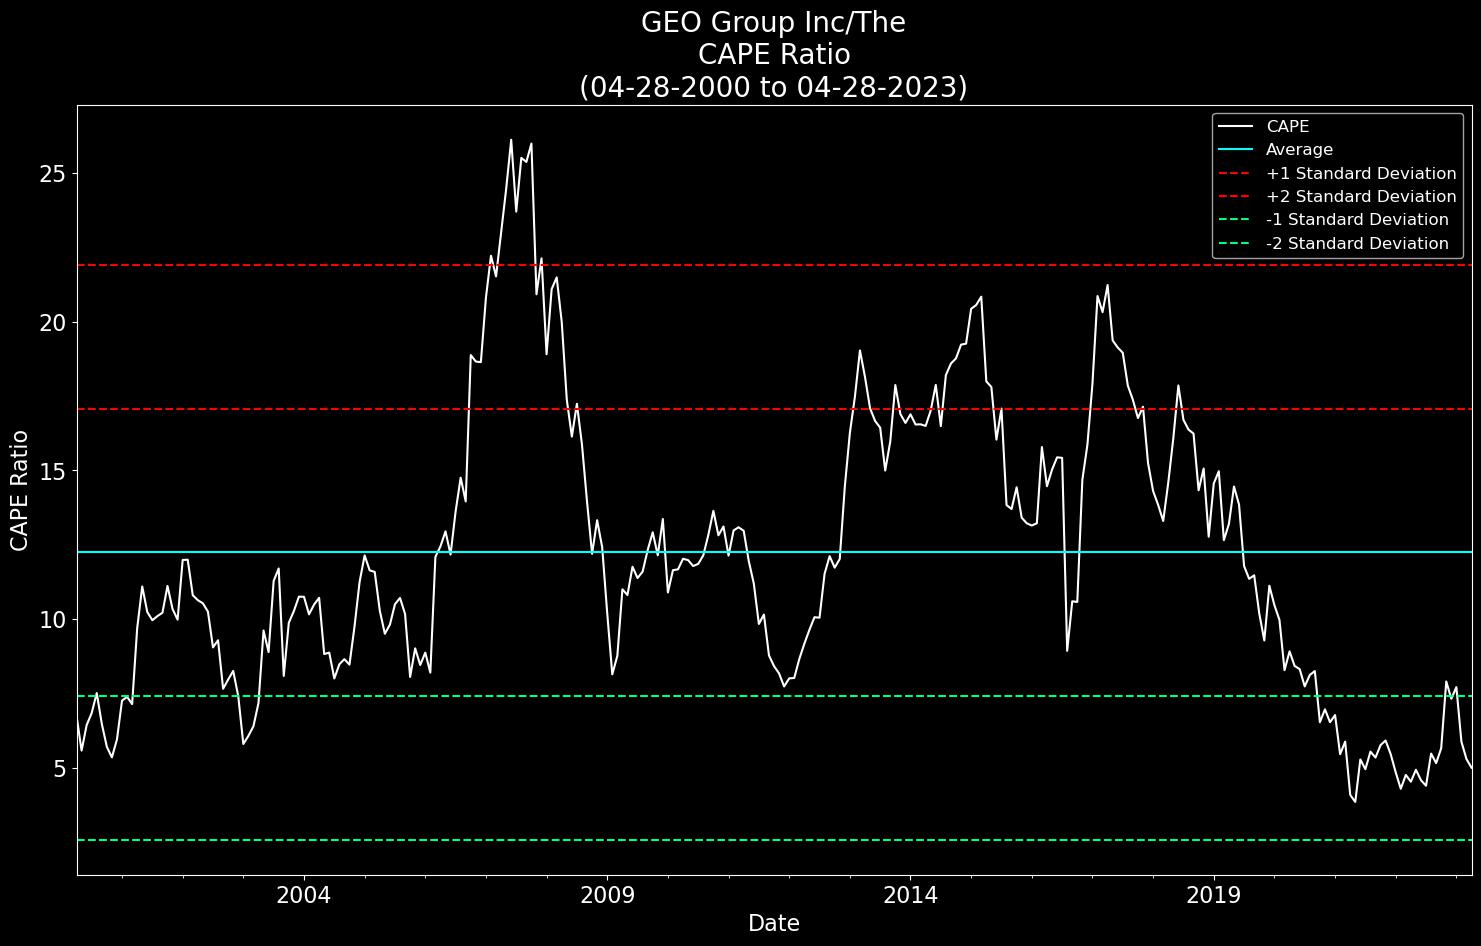 GEO Group Inc/The
CAPE Ratio
(04-28-2000 to 04-28-2023)
CAPE
Average
+1 Standard Deviation
+2 Standard Deviation
-1 Standard Deviation
-2 Standard Deviation
25
20
15
10
5
CAPE Ratio
2004
2009
2014
2019
Date